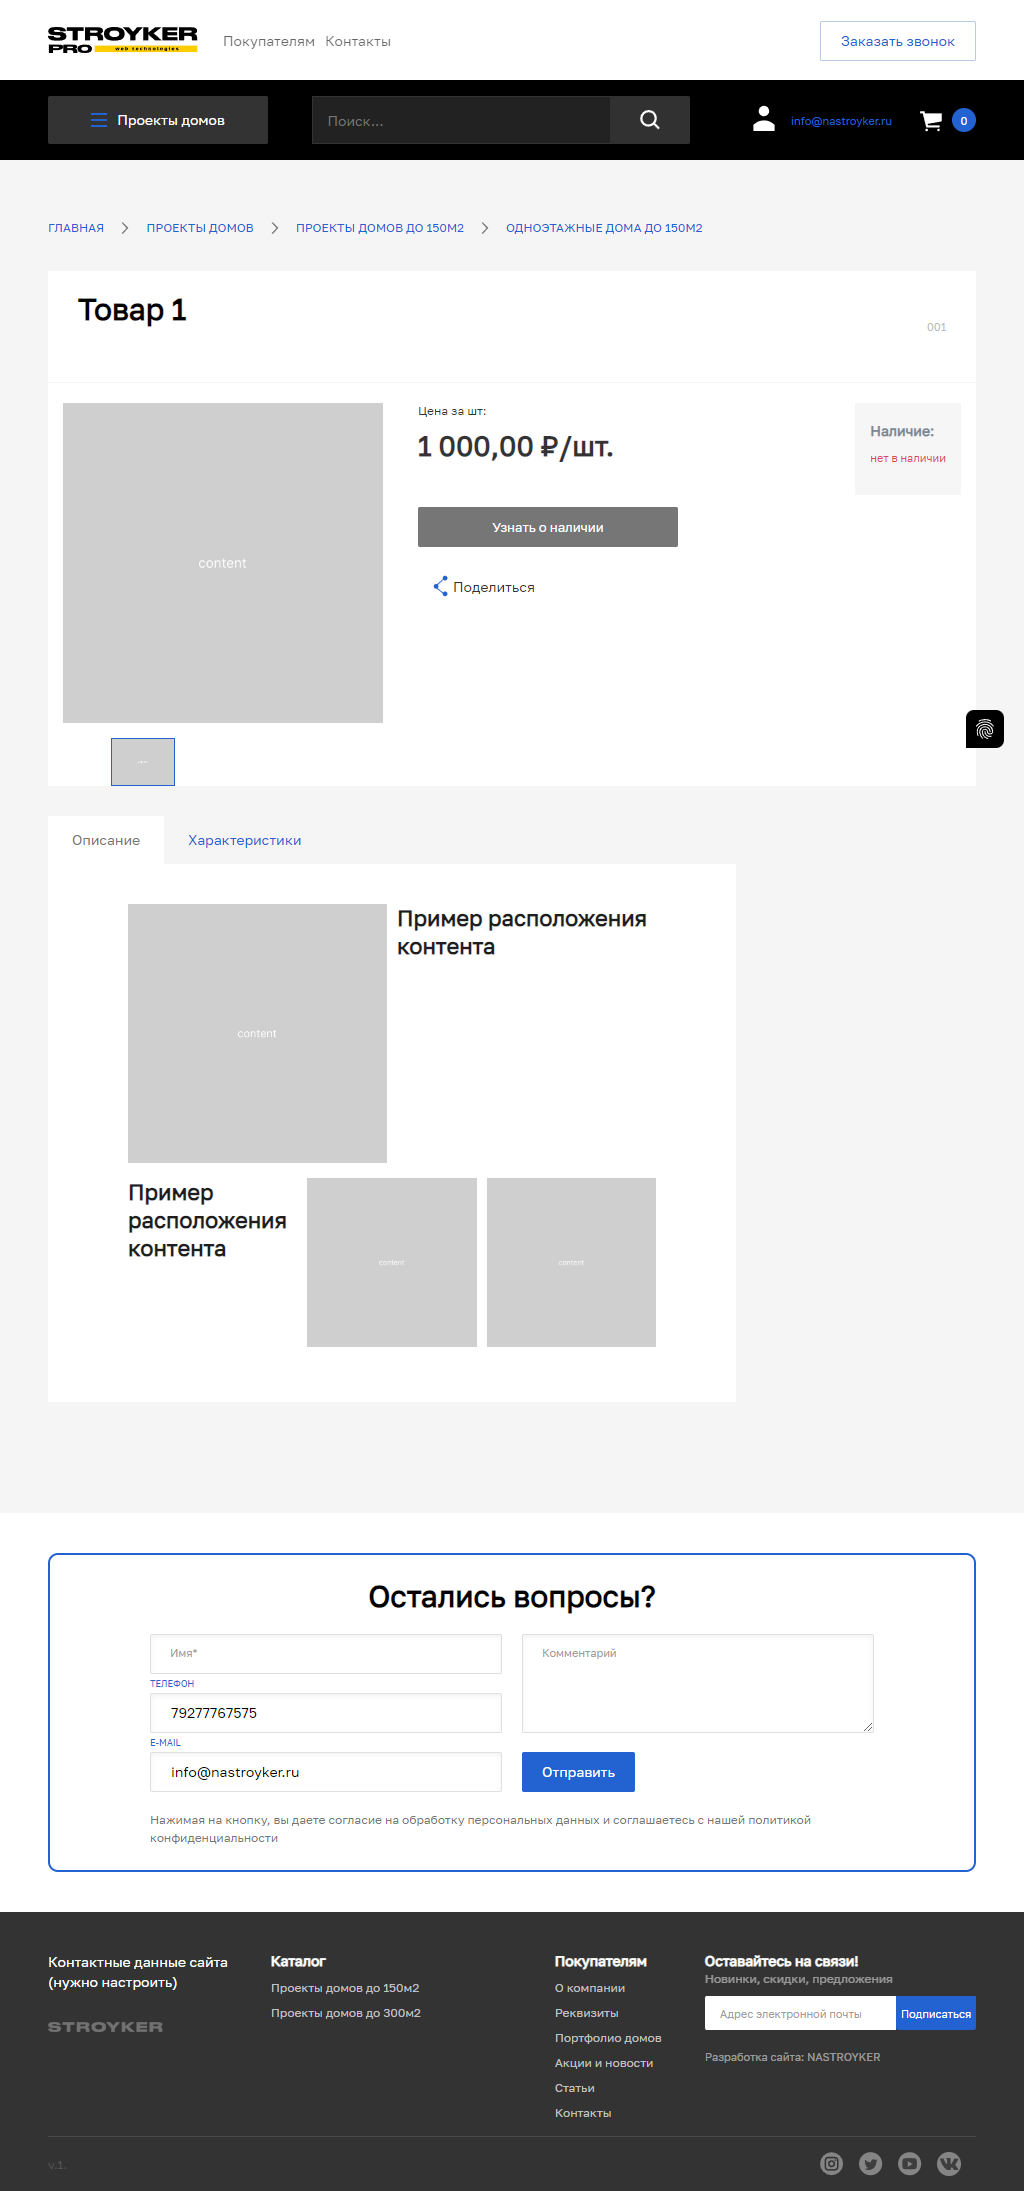 STROYKER
PRO web technologies
Покупателям Контакты
Заказать звонок
Проекты домов
Поиск...
info@nastroyker.ru
0
ГЛАВНАЯ ПРОЕКТЫ ДОМОВ ПРОЕКТЫ ДОМОВ ДО 150М2 ОДНОЭТАЖНЫЕ ДОМА ДО 150М2
Товар 1
001
content
Цена за шт:
1 000,00 ₽/шт.
Узнать о наличии
Поделиться
Наличие:
нет в наличии
Описание Характеристики
content
Пример расположения
контента
Пример
расположения
контента
content
content
Остались вопросы?
Имя*
ТЕЛЕФОН
79277767575
E-MAIL
info@nastroyker.ru
Комментарий
Отправить
Нажимая на кнопку, вы даете согласие на обработку персональных данных и соглашаетесь с нашей политикой
конфиденциальности
Контактные данные сайта
(нужно настроить)
STROYKER
Каталог
Проекты домов до 150м2
Проекты домов до 300м2
Покупателям
О компании
Реквизиты
Портфолио домов
Акции и новости
Статьи
Контакты
Оставайтесь на связи!
Новинки, скидки, предложения
Адрес электронной почты
Подписаться
Разработка сайта: NASTROYKER
v.1.